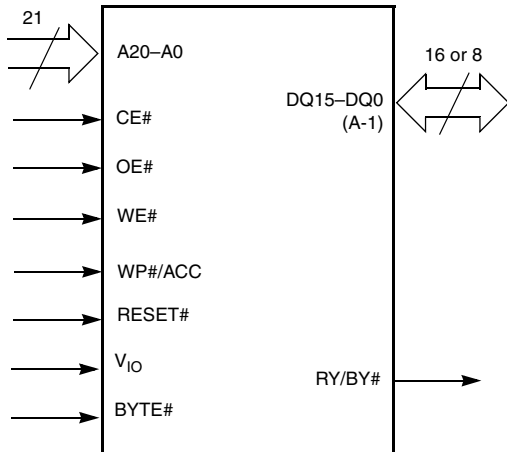 21
A20–A0
16 or 8
DQ15–DQ0
(A-1)
CE#
OE#
WE#
WP#/ACC
RESET#
VIO
RY/BY#
BYTE#